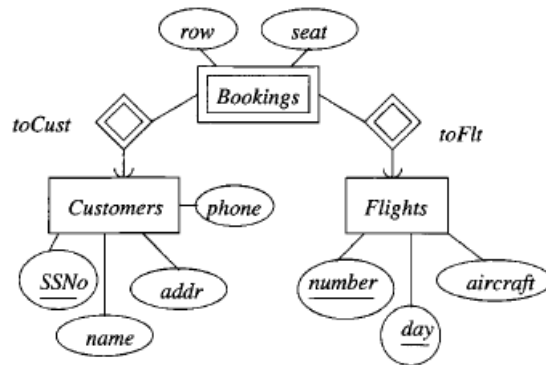 row
seat
Bookings
toCust
toFlt
Customers
phone
Flights
SSNo
addr
number
aircraft
name
day